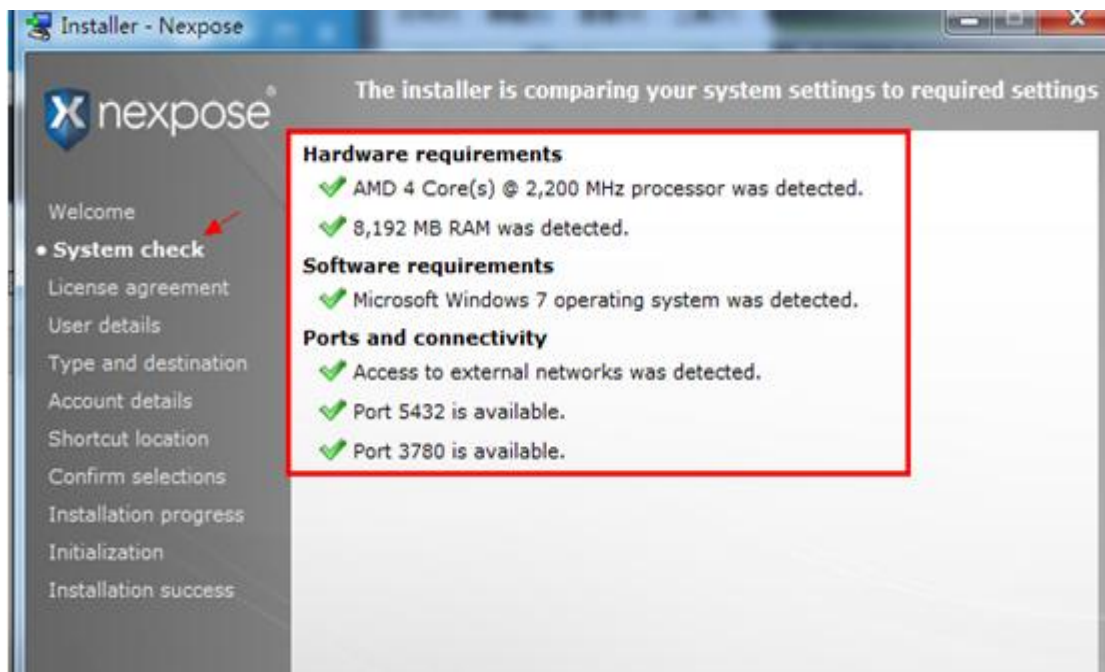 Installer - Nexpose
nexpose®
The installer is comparing your system settings to required settings
Welcome
• System check
License agreement
User details
Type and destination
Account details
Shortcut location
Confirm selections
Installation progress
Initialization
Installation success
Hardware requirements
AMD 4 Core(s) @ 2,200 MHz processor was detected.
8,192 MB RAM was detected.
Software requirements
Microsoft Windows 7 operating system was detected.
Ports and connectivity
Access to external networks was detected.
Port 5432 is available.
Port 3780 is available.